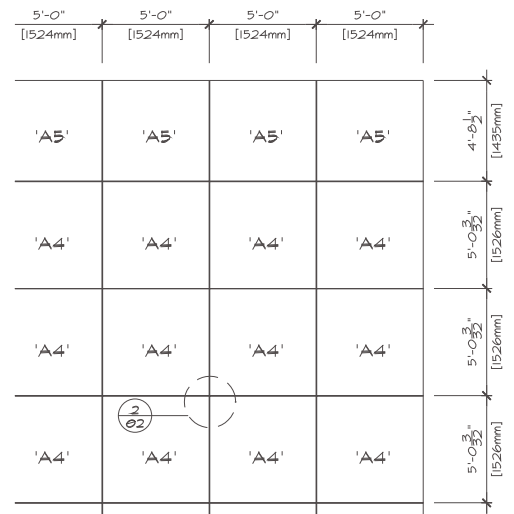 5'-0" 5'-0" 5'-0" 5'-0"
[1524mm] [1524mm] [1524mm] [1524mm]
4'-8 1/2"
[1435mm]
'A5' 'A5' 'A5' 'A5'
5'-0 3/32"
[1526mm]
'A4' 'A4' 'A4' 'A4'
5'-0 3/32"
[1526mm]
'A4' 'A4' 'A4' 'A4'
2
02
5'-0 3/32"
[1526mm]
'A4' 'A4' 'A4' 'A4'